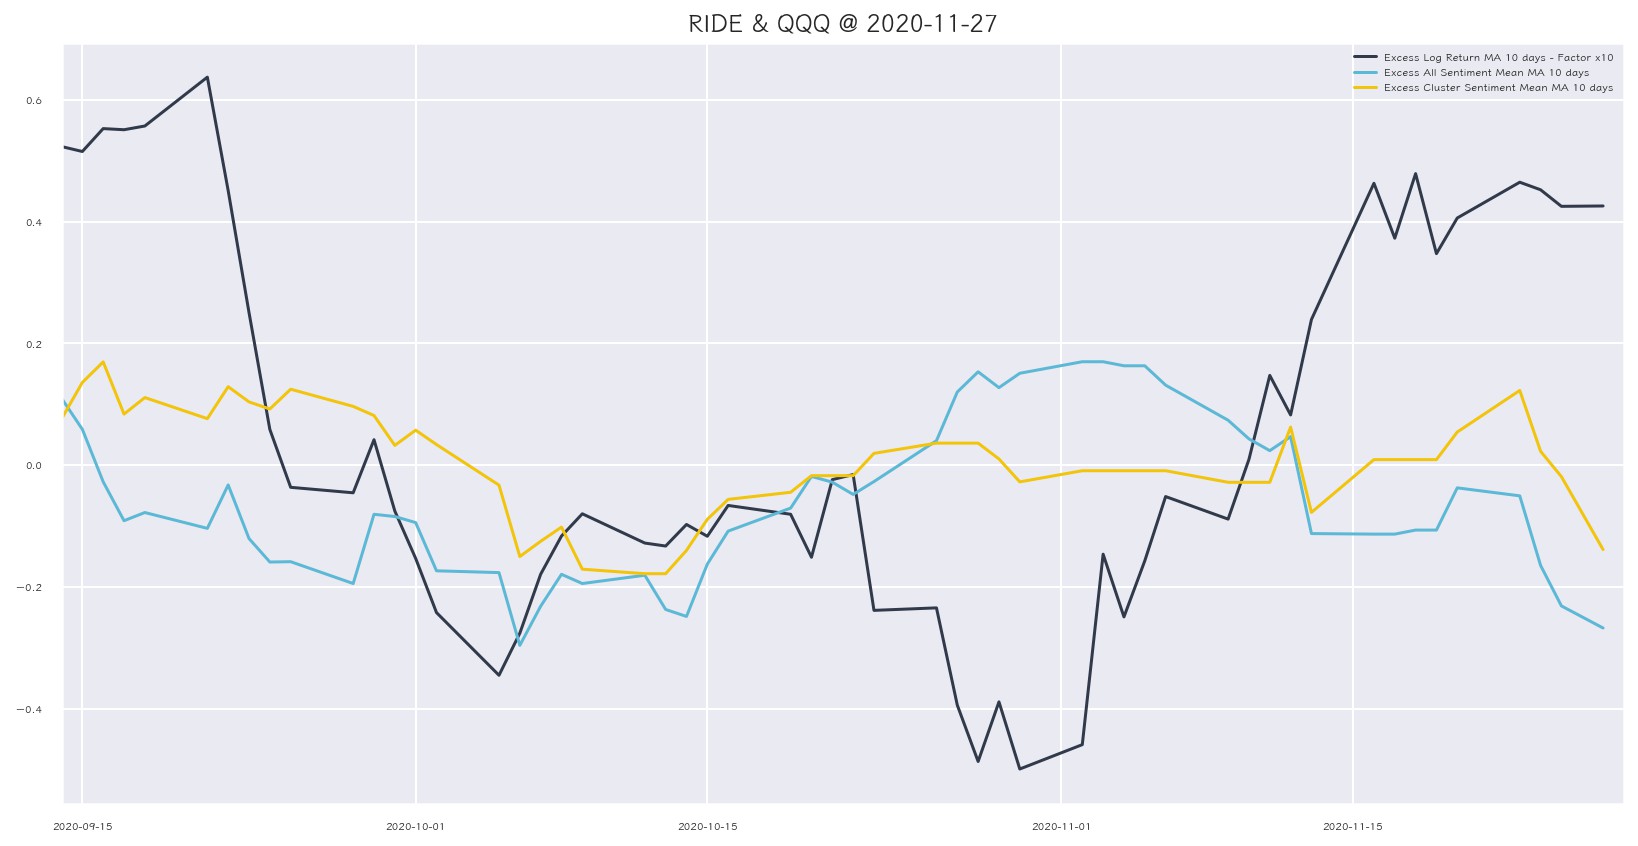 RIDE & QQQ @ 2020-11-27
Excess Log Return MA 10 days - Factor x10
Excess All Sentiment Mean MA 10 days
Excess Cluster Sentiment Mean MA 10 days
0.6
0.4
0.2
0.0
−0.2
−0.4
2020-09-15 2020-10-01 2020-10-15 2020-11-01 2020-11-15